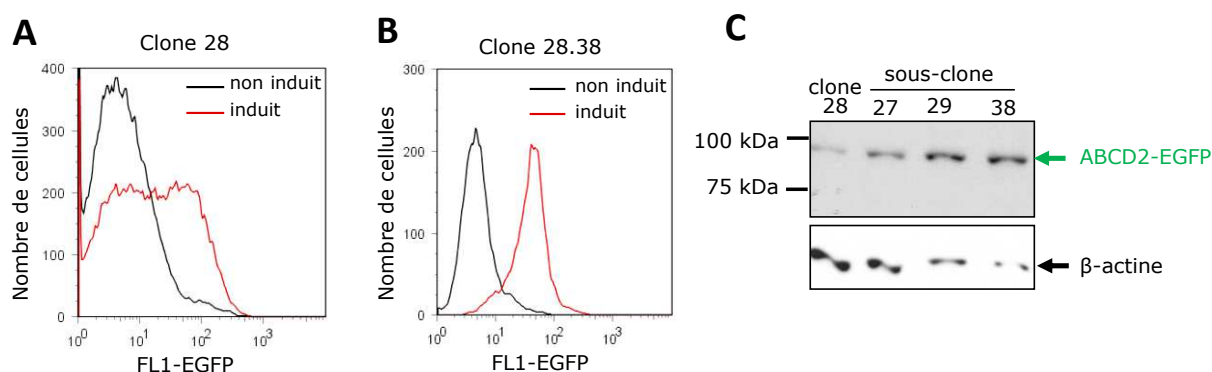 A
Clone 28
non induit
induit
Nombre de cellules
400
300
200
100
0
10^0
10^1
10^2
10^3
FL1-EGFP
B
Clone 28.38
non induit
induit
Nombre de cellules
300
200
100
0
10^0
10^1
10^2
10^3
FL1-EGFP
C
clone
sous-clone
28 27 29 38
100 kDa
75 kDa
ABCD2-EGFP
β-actine